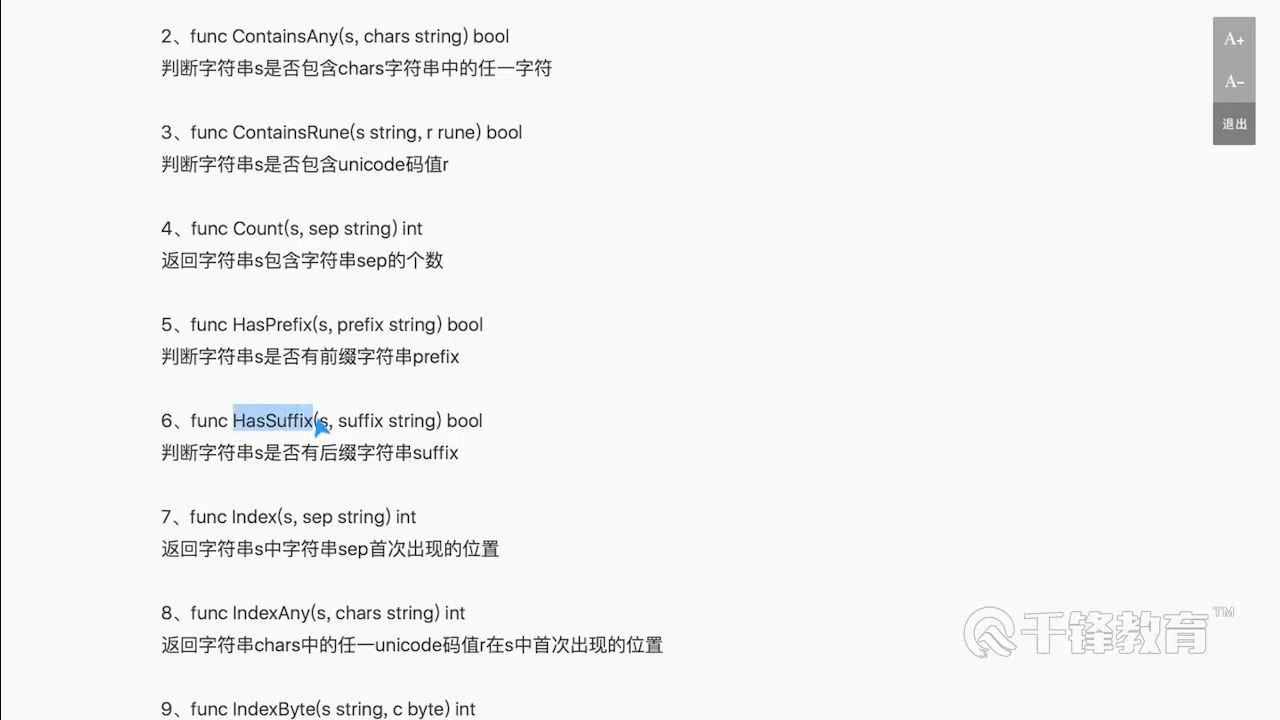 2、func ContainsAny(s, chars string) bool
判断字符串s是否包含chars字符串中的任一字符
3、func ContainsRune(s string, r rune) bool
判断字符串s是否包含unicode码值r
4、func Count(s, sep string) int
返回字符串s包含字符串sep的个数
5、func HasPrefix(s, prefix string) bool
判断字符串s是否有前缀字符串prefix
6、func HasSuffix(s, suffix string) bool
判断字符串s是否有后缀字符串suffix
7、func Index(s, sep string) int
返回字符串s中字符串sep首次出现的位置
8、func IndexAny(s, chars string) int
返回字符串chars中的任一unicode码值r在s中首次出现的位置
9、func IndexByte(s string, c byte) int
A+
A-
退出
千锋教育™